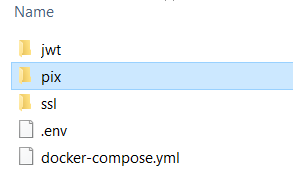 Name
jwt
pix
ssl
.env
docker-compose.yml